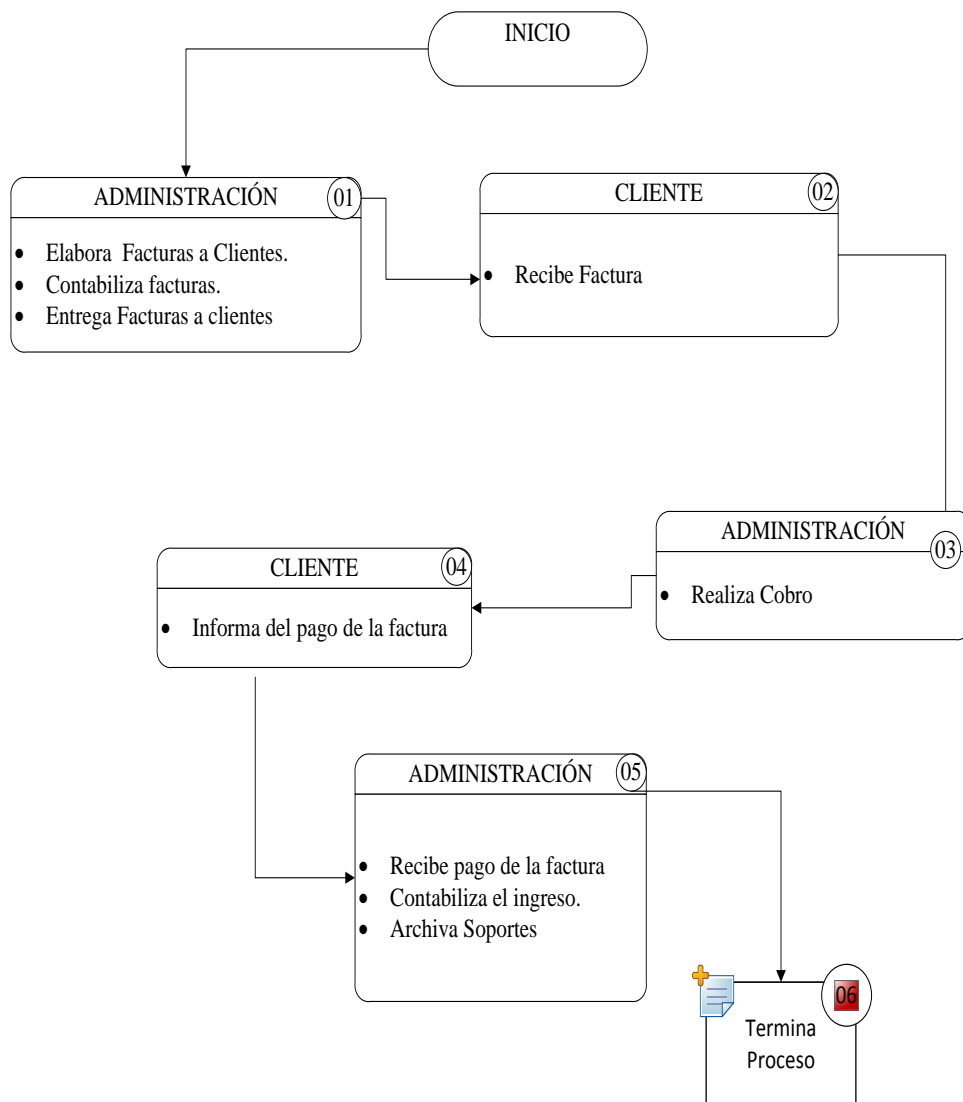 INICIO
ADMINISTRACIÓN
01
• Elabora Facturas a Clientes.
• Contabiliza facturas.
• Entrega Facturas a clientes
CLIENTE
02
• Recibe Factura
ADMINISTRACIÓN
03
• Realiza Cobro
CLIENTE
04
• Informa del pago de la factura
ADMINISTRACIÓN
05
• Recibe pago de la factura
• Contabiliza el ingreso.
• Archiva Soportes
06
Termina
Proceso